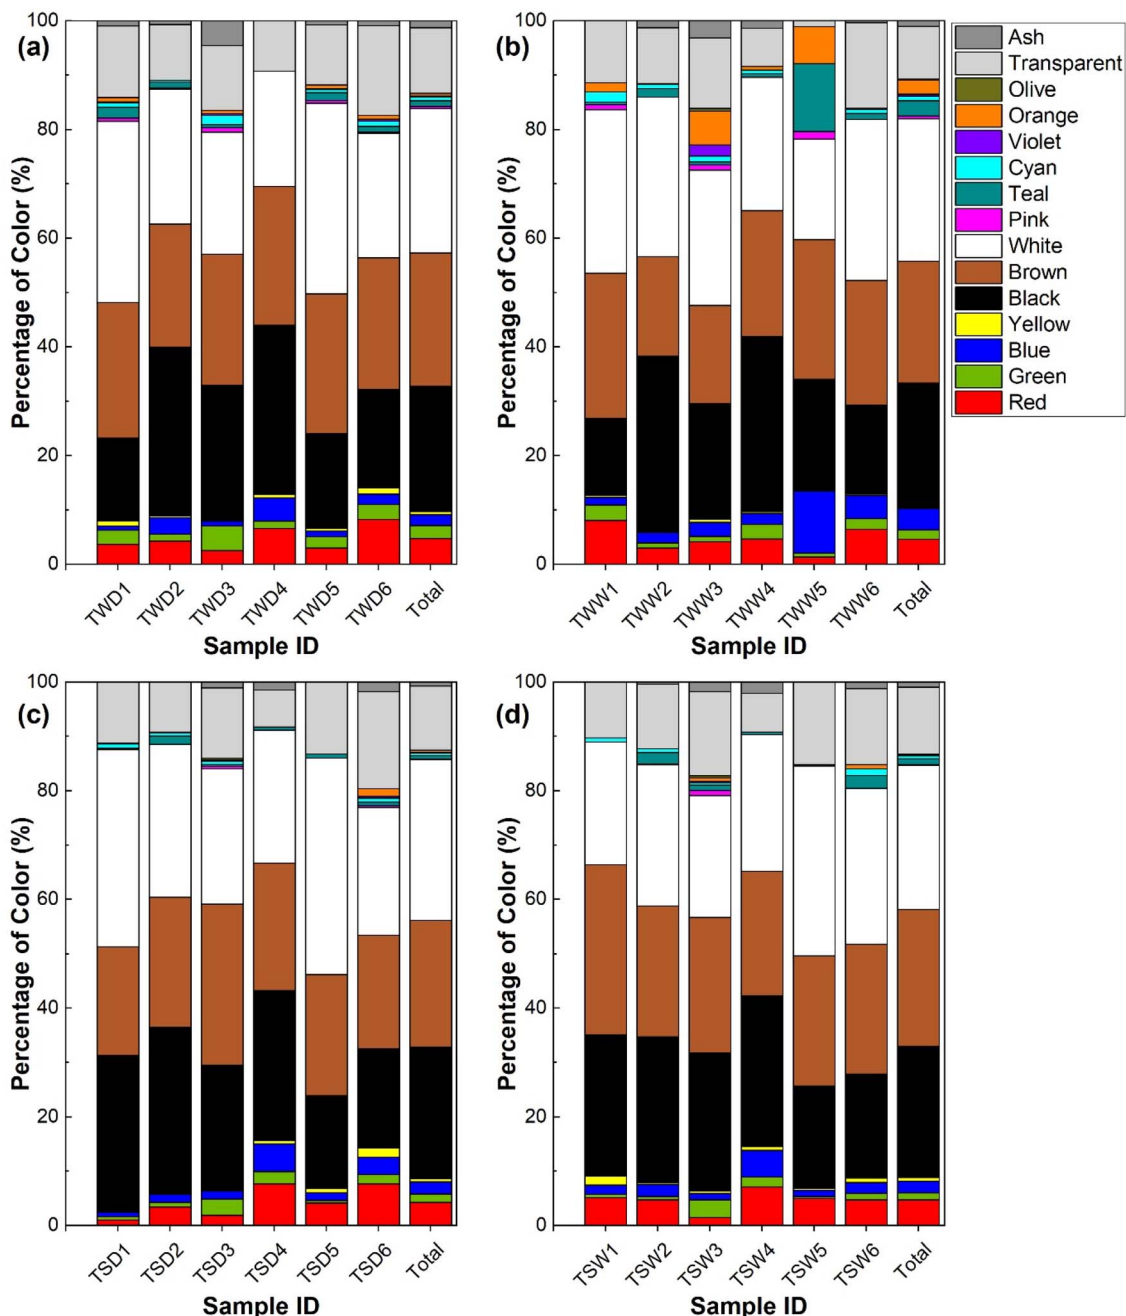 (a)
100
80
60
40
20
0
Percentage of Color (%)
TWD1 TWD2 TWD3 TWD4 TWD5 TWD6 Total
Sample ID
(b)
100
80
60
40
20
0
Percentage of Color (%)
TWW1 TWW2 TWW3 TWW4 TWW5 TWW6 Total
Sample ID
Ash
Transparent
Olive
Orange
Violet
Cyan
Teal
Pink
White
Brown
Black
Yellow
Blue
Green
Red
(c)
100
80
60
40
20
0
Percentage of Color (%)
TSD1 TSD2 TSD3 TSD4 TSD5 TSD6 Total
Sample ID
(d)
100
80
60
40
20
0
Percentage of Color (%)
TSW1 TSW2 TSW3 TSW4 TSW5 TSW6 Total
Sample ID